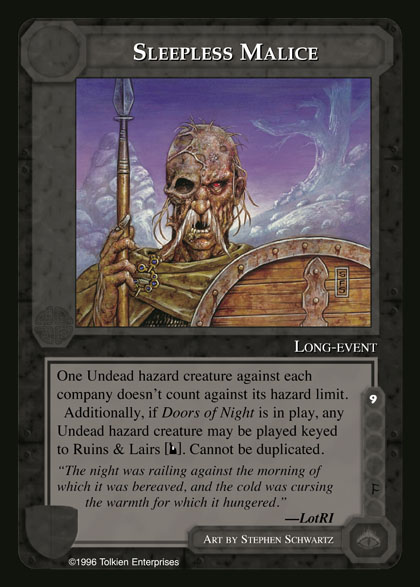 SLEEPLESS MALICE
LONG-EVENT
One Undead hazard creature against each
company doesn't count against its hazard limit.
Additionally, if Doors of Night is in play, any
Undead hazard creature may be played keyed
to Ruins & Lairs [ ]. Cannot be duplicated.
9
“The night was railing against the morning of
which it was bereaved, and the cold was cursing
the warmth for which it hungered.”
—LotRI
F
ART BY STEPHEN SCHWARTZ
©1996 Tolkien Enterprises